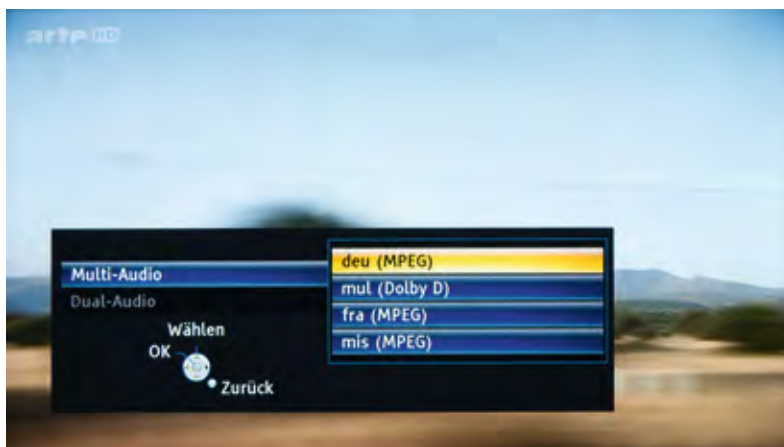 arte HD
Multi-Audio
Dual-Audio
Wählen
OK
Zurück
deu (MPEG)
mul (Dolby D)
fra (MPEG)
mis (MPEG)